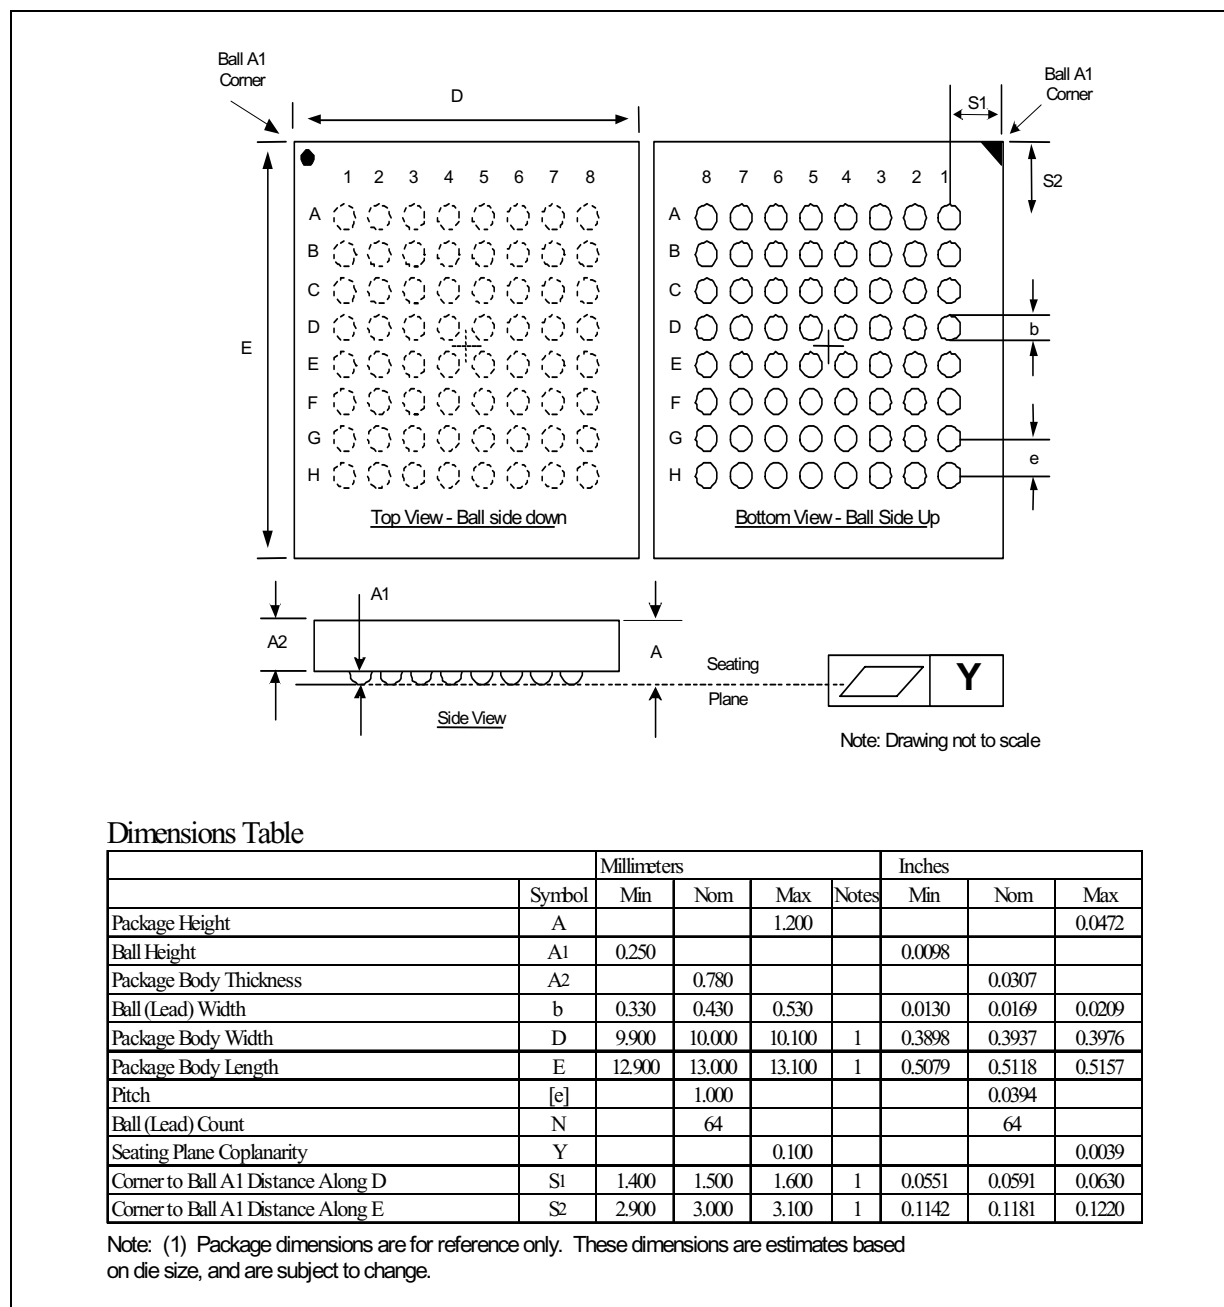 Ball A1
Corner
D
S1
Ball A1
Corner
S2
1 2 3 4 5 6 7 8
8 7 6 5 4 3 2 1
A
B
C
D
E
F
G
H
A
B
C
D
E
F
G
H
E
b
e
Top View - Ball side down
Bottom View - Ball Side Up
A1
A2
A
Seating
Plane
Y
Side View
Note: Drawing not to scale
Dimensions Table
Millimeters Inches
Symbol Min Nom Max Notes Min Nom Max
Package Height A 1.200 0.0472
Ball Height A1 0.250 0.0098
Package Body Thickness A2 0.780 0.0307
Ball (Lead) Width b 0.330 0.430 0.530 0.0130 0.0169 0.0209
Package Body Width D 9.900 10.000 10.100 1 0.3898 0.3937 0.3976
Package Body Length E 12.900 13.000 13.100 1 0.5079 0.5118 0.5157
Pitch [e] 1.000 0.0394
Ball (Lead) Count N 64 64
Seating Plane Coplanarity Y 0.100 0.0039
Corner to Ball A1 Distance Along D S1 1.400 1.500 1.600 1 0.0551 0.0591 0.0630
Corner to Ball A1 Distance Along E S2 2.900 3.000 3.100 1 0.1142 0.1181 0.1220
Note: (1) Package dimensions are for reference only. These dimensions are estimates based
on die size, and are subject to change.